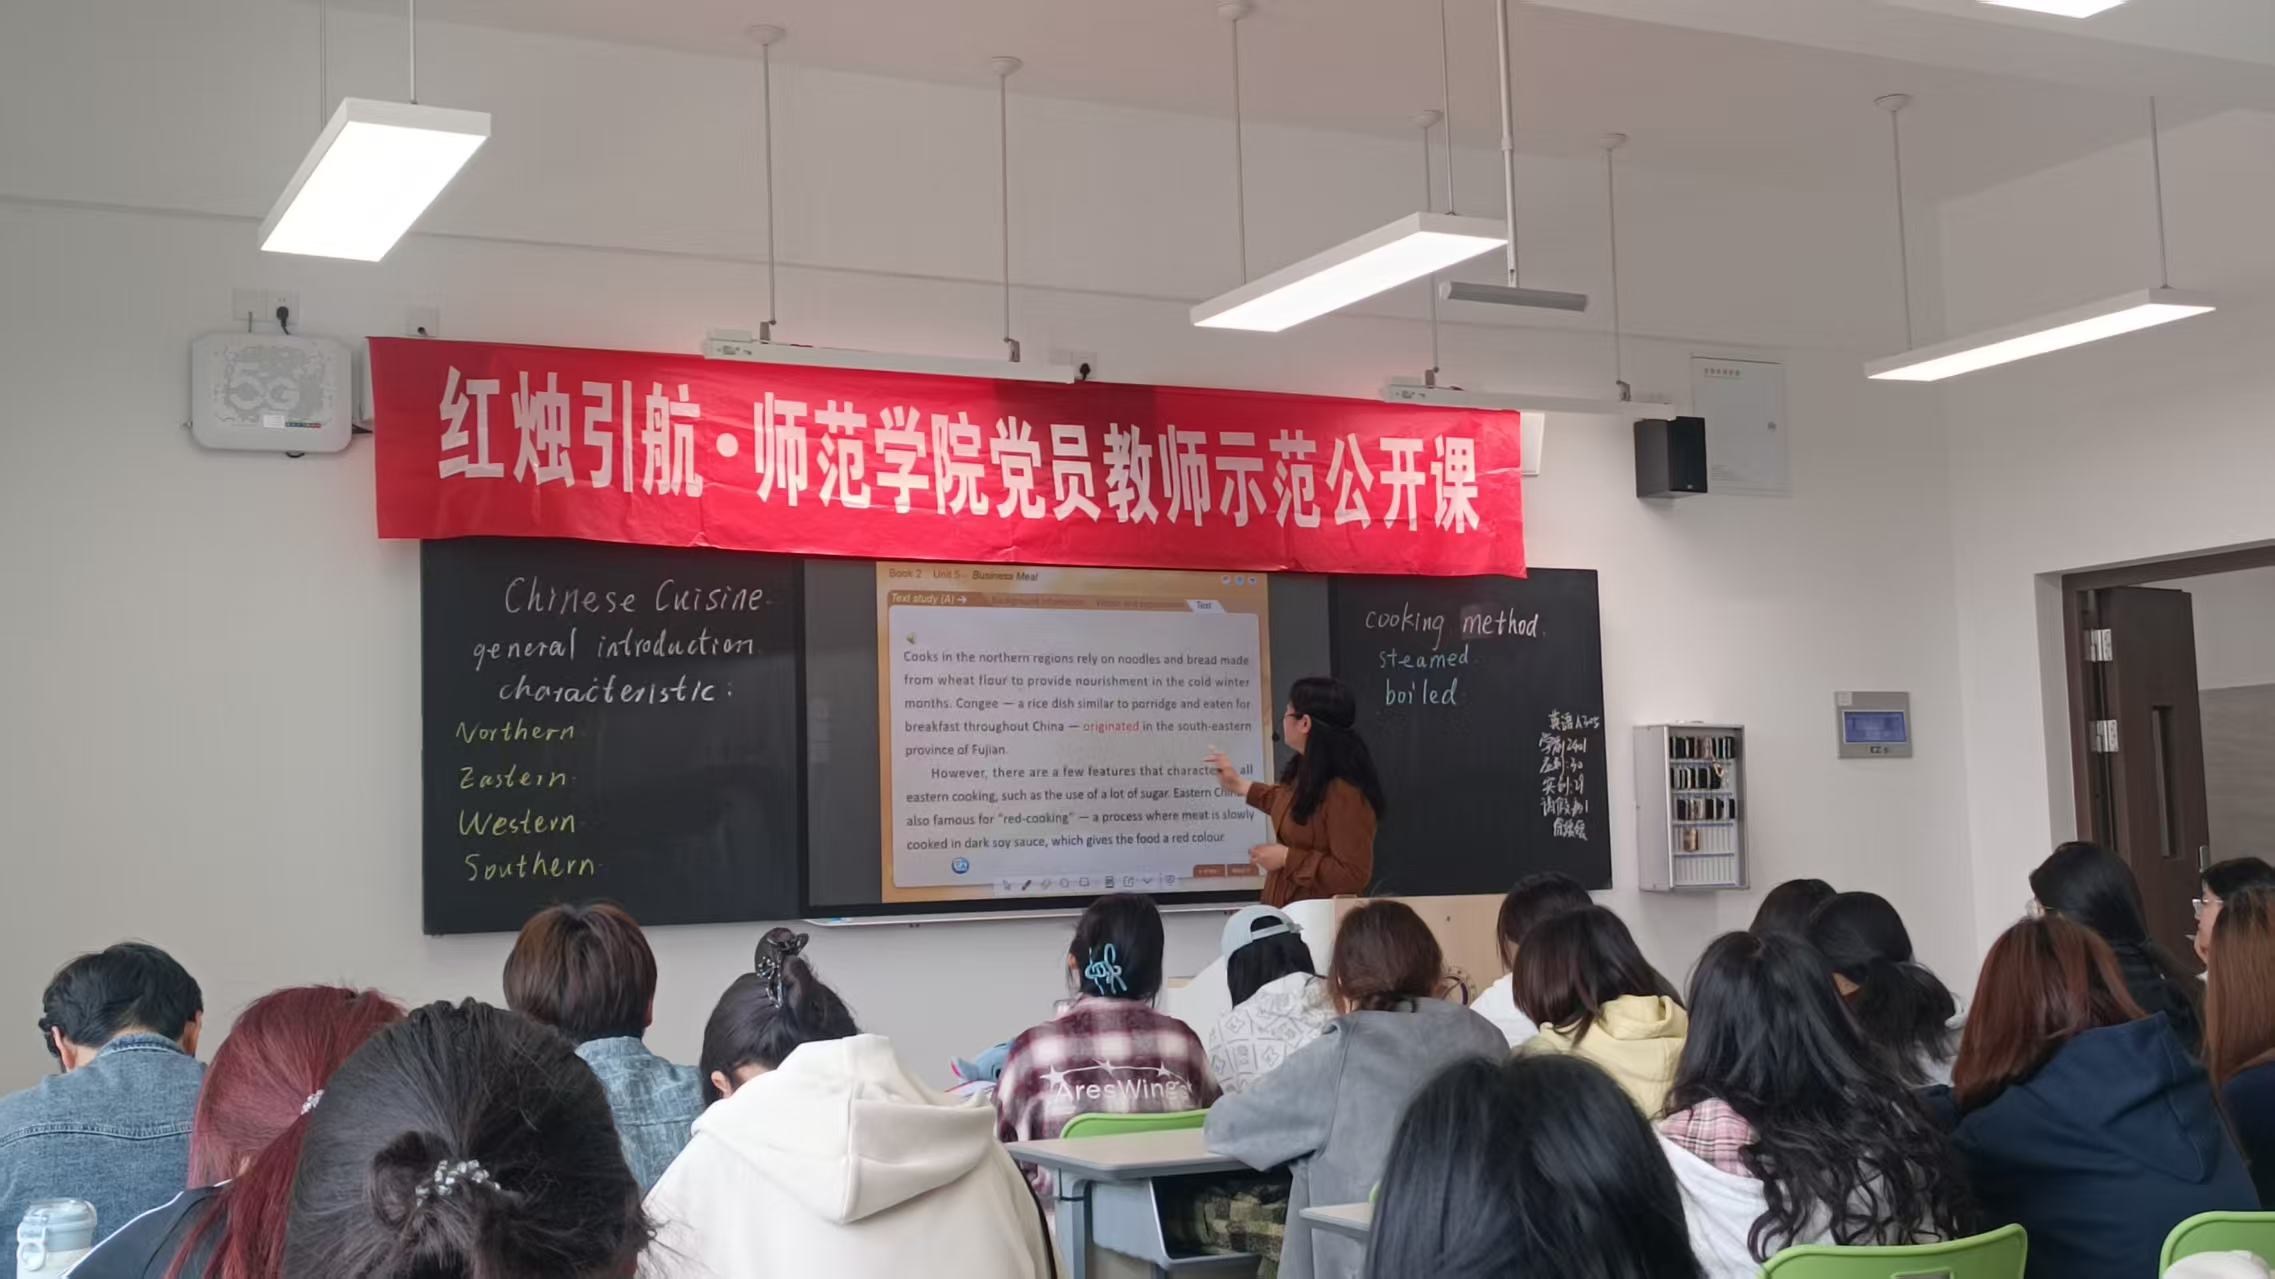 5G
红烛引航·师范学院党员教师示范公开课
Chinese Cuisine
general introduction
characteristic:
Northern
Eastern
Western
Southern
Book 2 Unit 5 - Business Meal
Text study (A) →
Background information
Text
Cooks in the northern regions rely on noodles and bread made
from wheat flour to provide nourishment in the cold winter
months. Congee — a rice dish similar to porridge and eaten for
breakfast throughout China — originated in the south-eastern
province of Fujian.
However, there are a few features that characte all
eastern cooking, such as the use of a lot of sugar. Eastern Chin
also famous for "red-cooking" — a process where meat is slowly
cooked in dark soy sauce, which gives the food a red colour.
cooking method.
steamed
boiled
AresWings